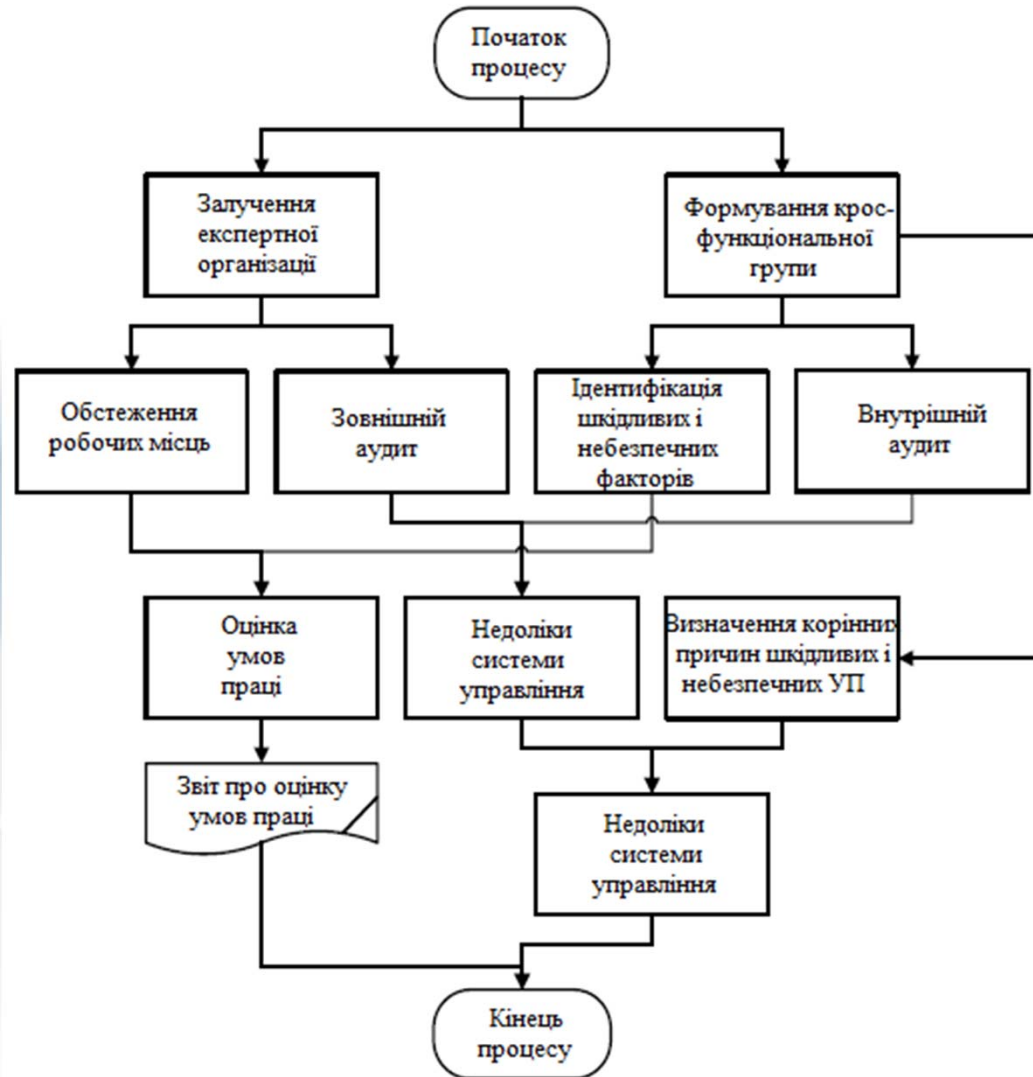 Початок
процесу
Залучення
експертної
організації
Формування крос-
функціональної
групи
Обстеження
робочих місць
Зовнішній
аудит
Ідентифікація
шкідливих і
небезпечних
факторів
Внутрішній
аудит
Оцінка
умов
праці
Недоліки
системи
управління
Визначення корінних
причин шкідливих і
небезпечних УП
Звіт про оцінку
умов праці
Недоліки
системи
управління
Кінець
процесу